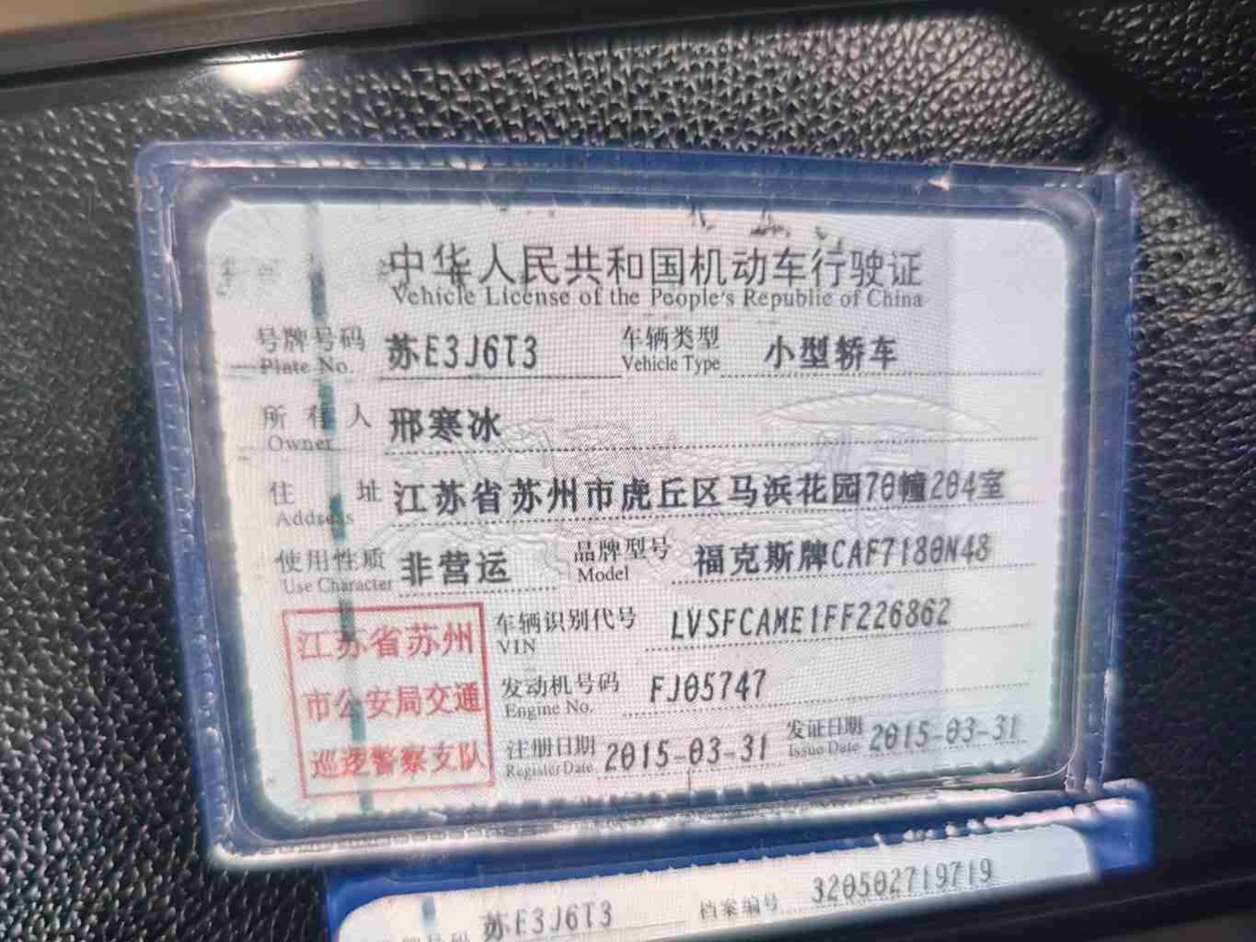 中华人民共和国机动车行驶证
Vehicle License of the People's Republic of China
号牌号码 苏E3J6T3 车辆类型 小型轿车
Plate No. Vehicle Type
所有人 邢寒冰
Owner
住址 江苏省苏州市虎丘区马浜花园70幢204室
Address
使用性质 非营运 品牌型号 福克斯牌CAF7180N48
Use Character Model
江苏省苏州
市公安局交通
巡逻警察支队
车辆识别代号 LVSFCAME1FF226862
VIN
发动机号码 FJ05747
Engine No.
注册日期 2015-03-31 发证日期 2015-03-31
Register Date Issue Date
苏E3J6T3 档案编号 320502719719